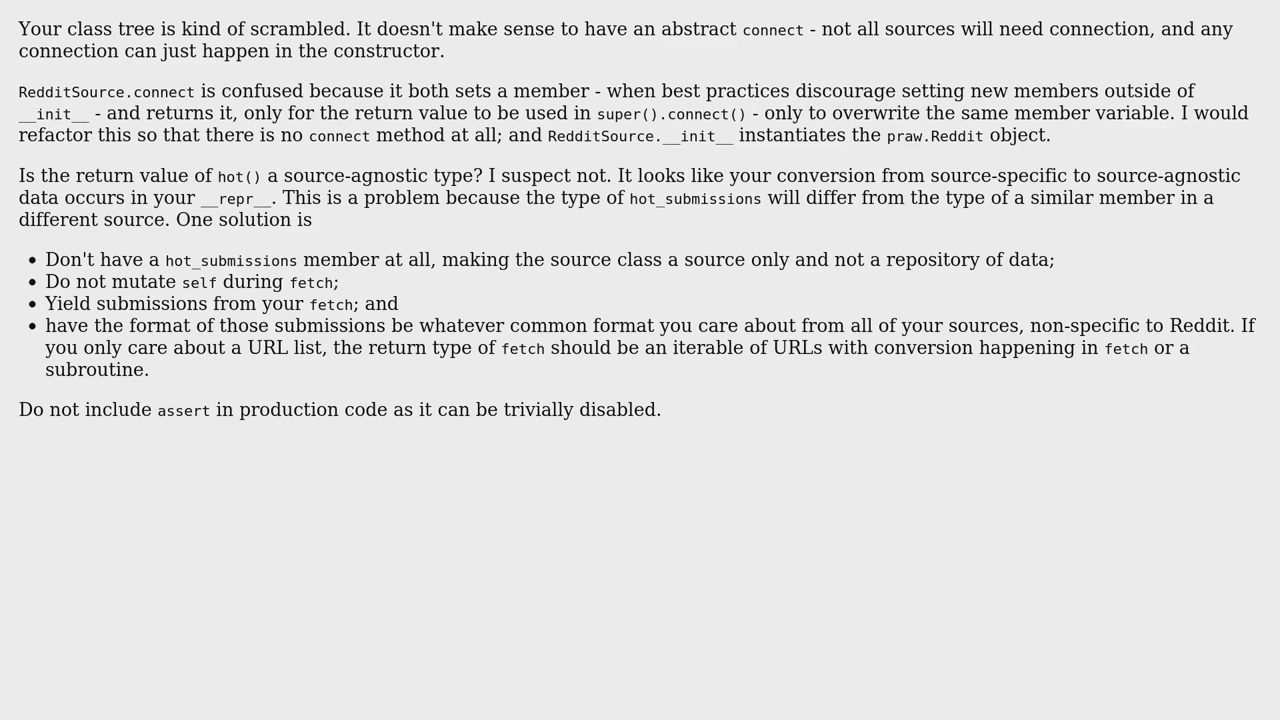 Your class tree is kind of scrambled. It doesn't make sense to have an abstract connect - not all sources will need connection, and any
connection can just happen in the constructor.
RedditSource.connect is confused because it both sets a member - when best practices discourage setting new members outside of
__init__ - and returns it, only for the return value to be used in super().connect() - only to overwrite the same member variable. I would
refactor this so that there is no connect method at all; and RedditSource.__init__ instantiates the praw.Reddit object.
Is the return value of hot() a source-agnostic type? I suspect not. It looks like your conversion from source-specific to source-agnostic
data occurs in your __repr__. This is a problem because the type of hot_submissions will differ from the type of a similar member in a
different source. One solution is
• Don't have a hot_submissions member at all, making the source class a source only and not a repository of data;
• Do not mutate self during fetch;
• Yield submissions from your fetch; and
• have the format of those submissions be whatever common format you care about from all of your sources, non-specific to Reddit. If
you only care about a URL list, the return type of fetch should be an iterable of URLs with conversion happening in fetch or a
subroutine.
Do not include assert in production code as it can be trivially disabled.